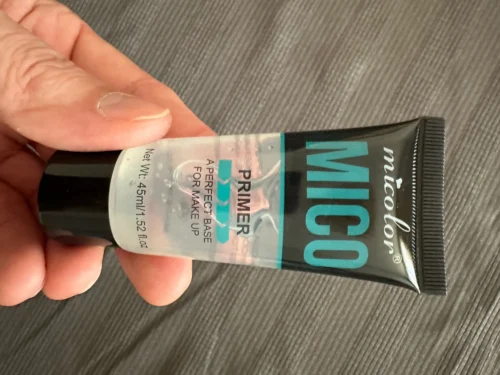 micolor®
MICO
PRIMER
A PERFECT BASE
FOR MAKE UP
Net Wt: 45ml/1.52 fl.oz